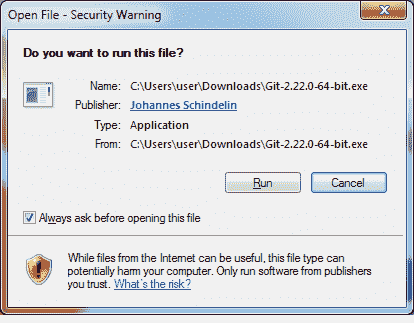 Open File - Security Warning
Do you want to run this file?
Name: C:\Users\user\Downloads\Git-2.22.0-64-bit.exe
Publisher: Johannes Schindelin
Type: Application
From: C:\Users\user\Downloads\Git-2.22.0-64-bit.exe
Run Cancel
Always ask before opening this file
While files from the Internet can be useful, this file type can
potentially harm your computer. Only run software from publishers
you trust. What's the risk?